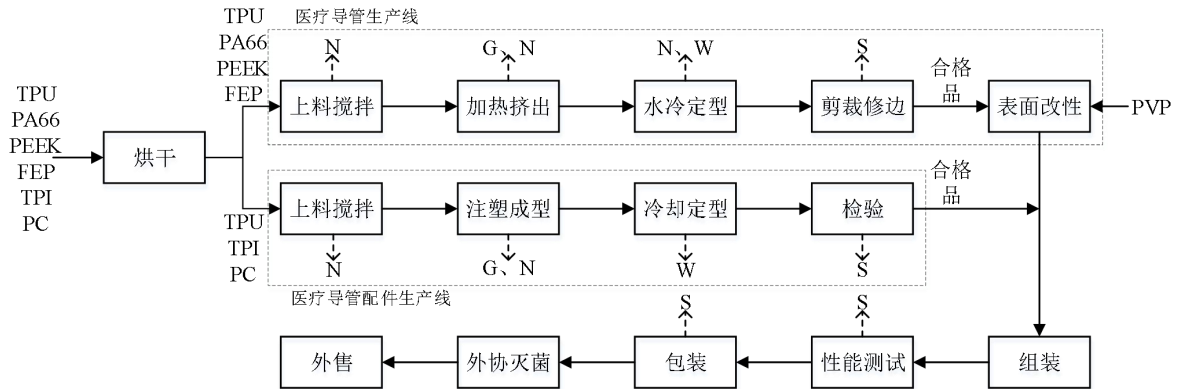 TPU
PA66
PEEK
FEP
医疗导管生产线
N
G、N
N、W
S
上料搅拌
加热挤出
水冷定型
剪裁修边
合格
品
表面改性
PVP
TPU
PA66
PEEK
FEP
TPI
PC
烘干
TPU
TPI
PC
上料搅拌
注塑成型
冷却定型
检验
合格
品
N
G、N
W
S
医疗导管配件生产线
S
S
外售
外协灭菌
包装
性能测试
组装